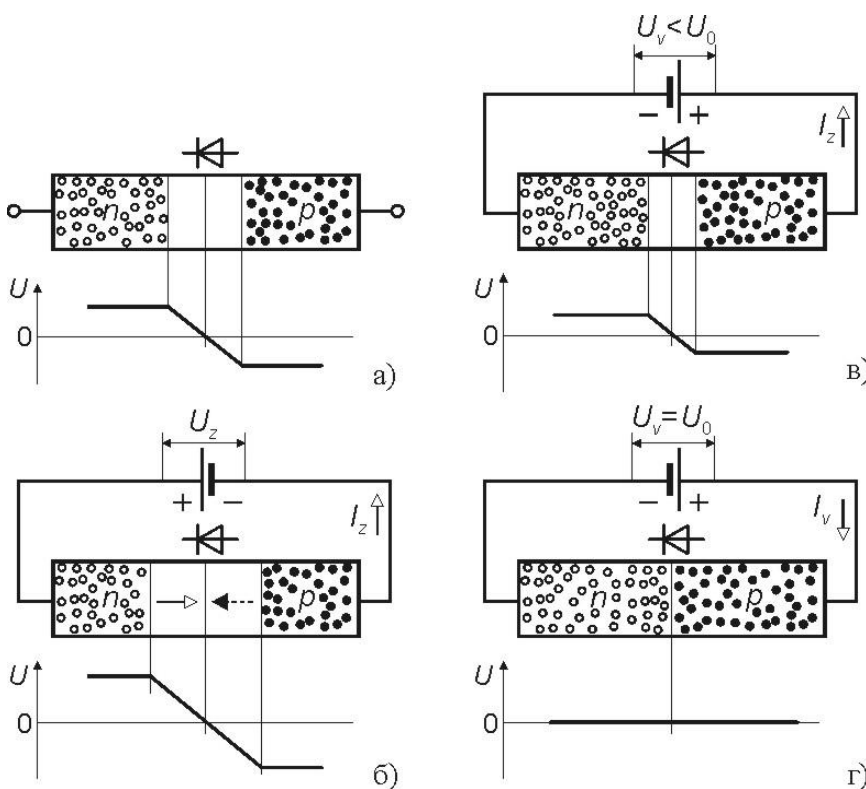 n
p
U
0
а)
U_v < U_0
− +
I_z
n
p
U
0
в)
U_z
+ −
I_z
n
p
U
0
б)
U_v = U_0
− +
I_v
n
p
U
0
г)